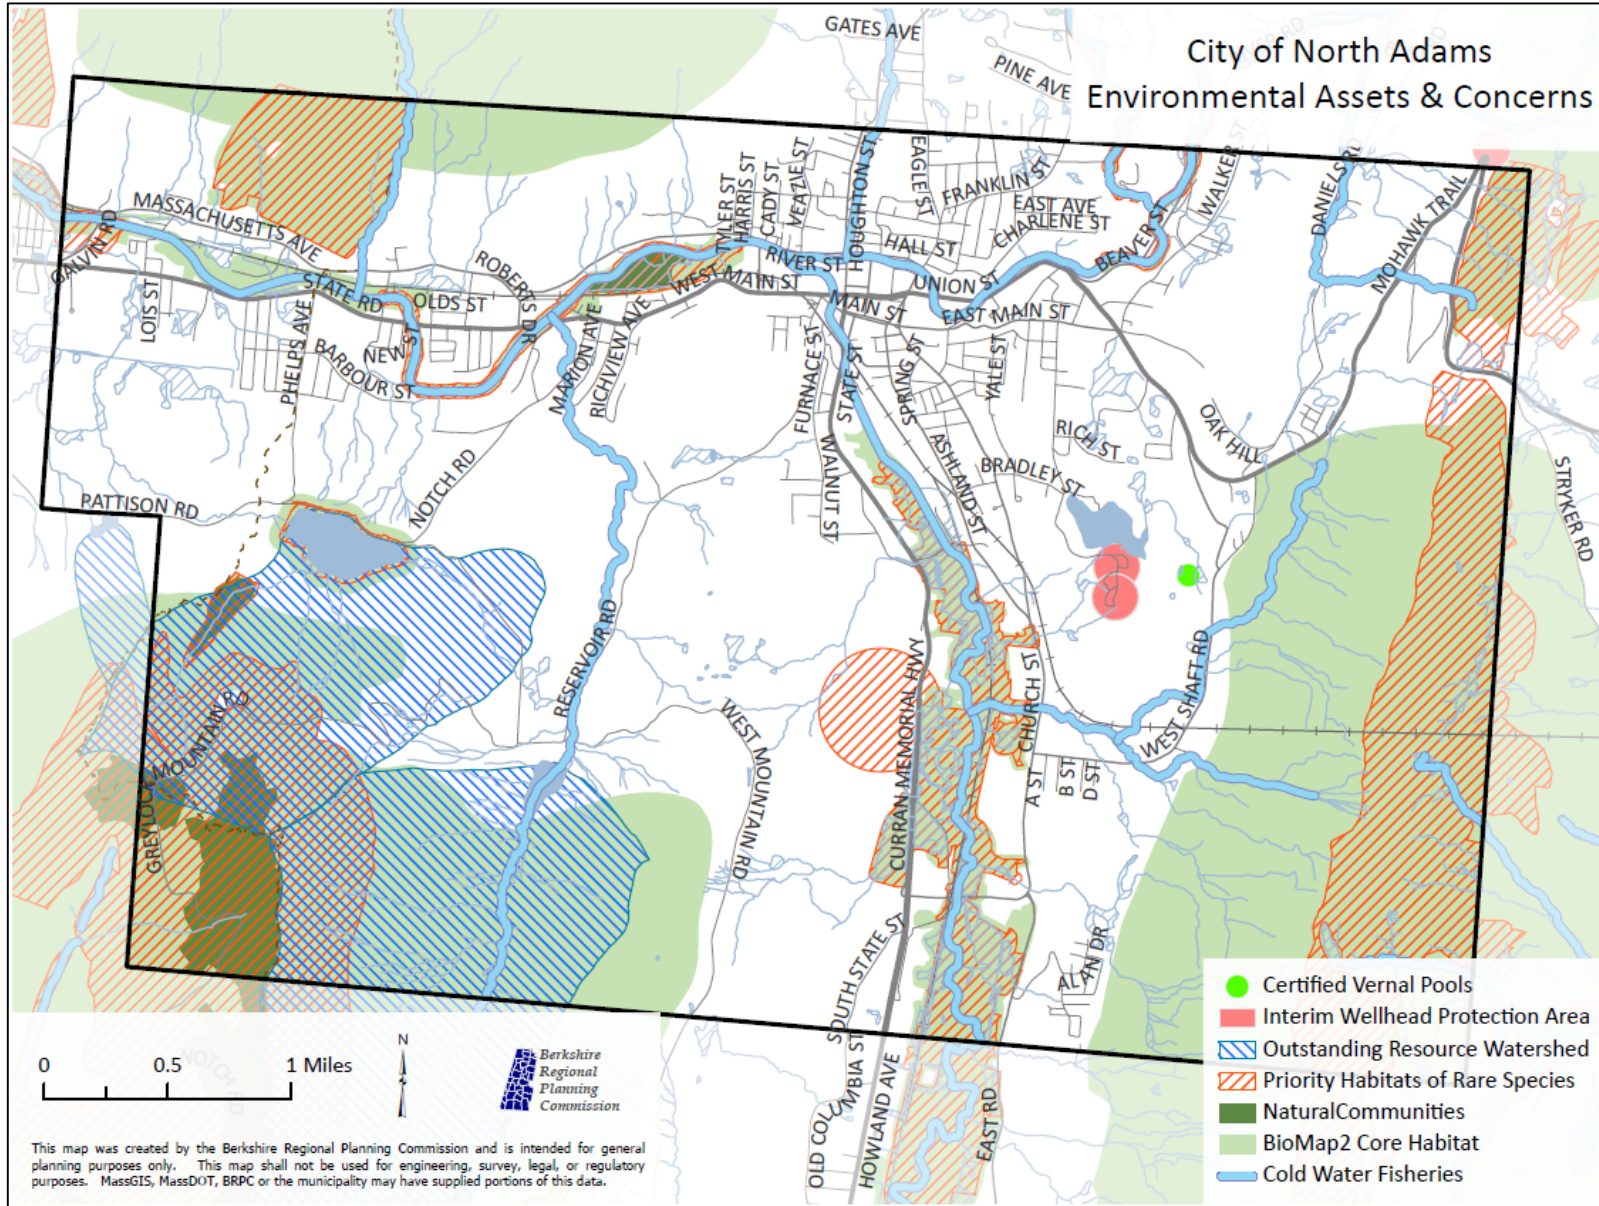 City of North Adams
Environmental Assets & Concerns
GATES AVE
PINE AVE
WALKER ST
DANIELS RD
MOHAWK TRAIL
EAGLE ST
FRANKLIN ST
EAST AVE
CHARLENE ST
HOUGHTON ST
VEAZIE ST
CADY ST
HARRIS ST
TYLER ST
HALL ST
BEAVER ST
MASSACHUSETTS AVE
GALVIN RD
LOIS ST
STATE RD
ROBERTS DR
OLDS ST
WEST MAIN ST
RIVER ST
UNION ST
MAIN ST
EAST MAIN ST
PHELPS AVE
NEW ST
BARBOUR ST
MARION AVE
RICHVIEW AVE
FURNACE ST
STATE ST
SPRING ST
YALE ST
OAK HILL
RICH ST
BRADLEY ST
ASHLAND ST
WALNUT ST
NOTCH RD
PATTISON RD
STRYKER RD
RESERVOIR RD
CURRAN MEMORIAL HWY
CHURCH ST
WEST SHAFT RD
WEST MOUNTAIN RD
GREYLOCK
MOUNTAIN RD
A ST
B ST
D ST
ALAN DR
SOUTH STATE ST
OLD COLUMBIA ST
HOWLAND AVE
EAST RD
NOTCH RD
Certified Vernal Pools
Interim Wellhead Protection Area
Outstanding Resource Watershed
Priority Habitats of Rare Species
NaturalCommunities
BioMap2 Core Habitat
Cold Water Fisheries
0 0.5 1 Miles
N
Berkshire
Regional
Planning
Commission
This map was created by the Berkshire Regional Planning Commission and is intended for general
planning purposes only. This map shall not be used for engineering, survey, legal, or regulatory
purposes. MassGIS, MassDOT, BRPC or the municipality may have supplied portions of this data.